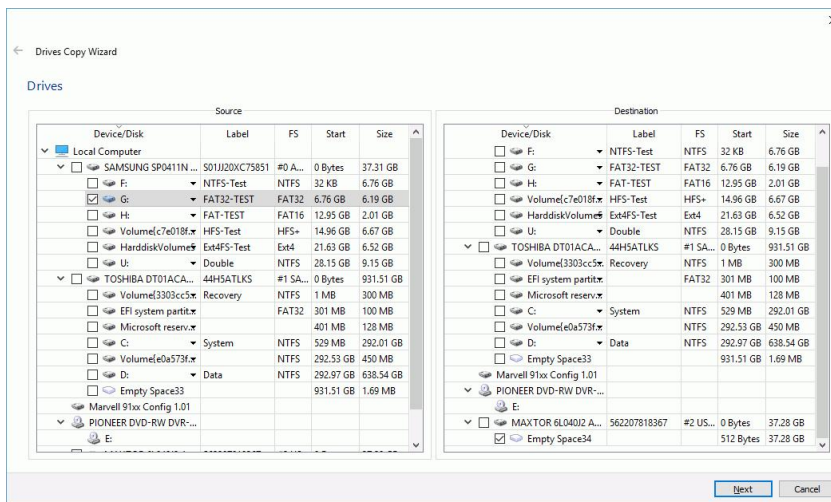 Drives Copy Wizard
Drives
Source
Device/Disk Label FS Start Size
Local Computer
SAMSUNG SP0411N ... S01JJ20XC75851 #0 A... 0 Bytes 37.31 GB
F: NTFS-Test NTFS 32 KB 6.76 GB
G: FAT32-TEST FAT32 6.76 GB 6.19 GB
H: FAT-TEST FAT16 12.95 GB 2.01 GB
Volume{c7e018f... HFS-Test HFS+ 14.96 GB 6.67 GB
HarddiskVolume Ext4FS-Test Ext4 21.63 GB 6.52 GB
U: Double NTFS 28.15 GB 9.15 GB
TOSHIBA DT01ACA... 44H5ATLKS #1 SA... 0 Bytes 931.51 GB
Volume{3303cc5... Recovery NTFS 1 MB 300 MB
EFI system partit... FAT32 301 MB 100 MB
Microsoft reserv... 401 MB 128 MB
C: System NTFS 529 MB 292.01 GB
Volume{e0a573f... NTFS 292.53 GB 450 MB
D: Data NTFS 292.97 GB 638.54 GB
Empty Space33 931.51 GB 1.69 MB
Marvell 91xx Config 1.01
PIONEER DVD-RW DVR-...
E:
Destination
Device/Disk Label FS Start Size
F: NTFS-Test NTFS 32 KB 6.76 GB
G: FAT32-TEST FAT32 6.76 GB 6.19 GB
H: FAT-TEST FAT16 12.95 GB 2.01 GB
Volume{c7e018f... HFS-Test HFS+ 14.96 GB 6.67 GB
HarddiskVolume Ext4FS-Test Ext4 21.63 GB 6.52 GB
U: Double NTFS 28.15 GB 9.15 GB
TOSHIBA DT01ACA... 44H5ATLKS #1 SA... 0 Bytes 931.51 GB
Volume{3303cc5... Recovery NTFS 1 MB 300 MB
EFI system partit... FAT32 301 MB 100 MB
Microsoft reserv... 401 MB 128 MB
C: System NTFS 529 MB 292.01 GB
Volume{e0a573f... NTFS 292.53 GB 450 MB
D: Data NTFS 292.97 GB 638.54 GB
Empty Space33 931.51 GB 1.69 MB
Marvell 91xx Config 1.01
PIONEER DVD-RW DVR-...
E:
MAXTOR 6L040J2 A... 562207818367 #2 US... 0 Bytes 37.28 GB
Empty Space34 512 Bytes 37.28 GB
Next Cancel